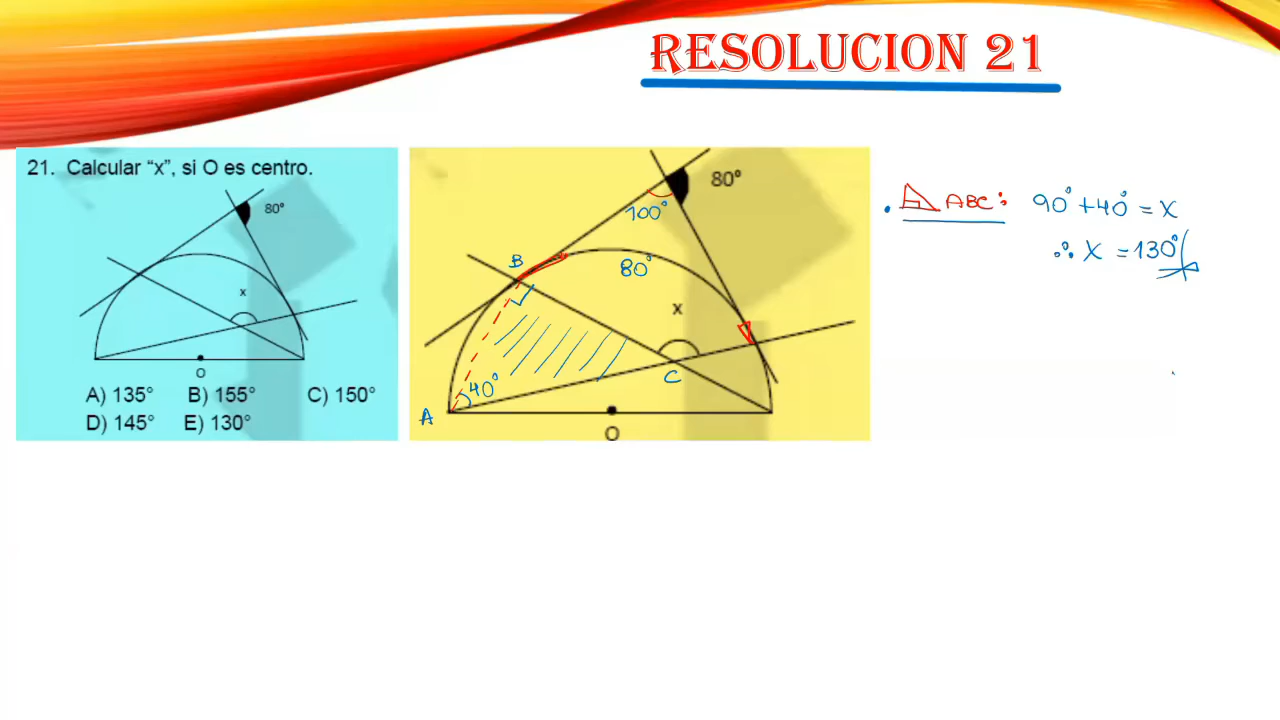 RESOLUCION 21
21. Calcular “x”, si O es centro.
80°
x
O
A) 135° B) 155° C) 150°
D) 145° E) 130°
80°
100°
B
80°
x
C
40°
A
O
ABC: 90° + 40° = x
∴ x = 130°